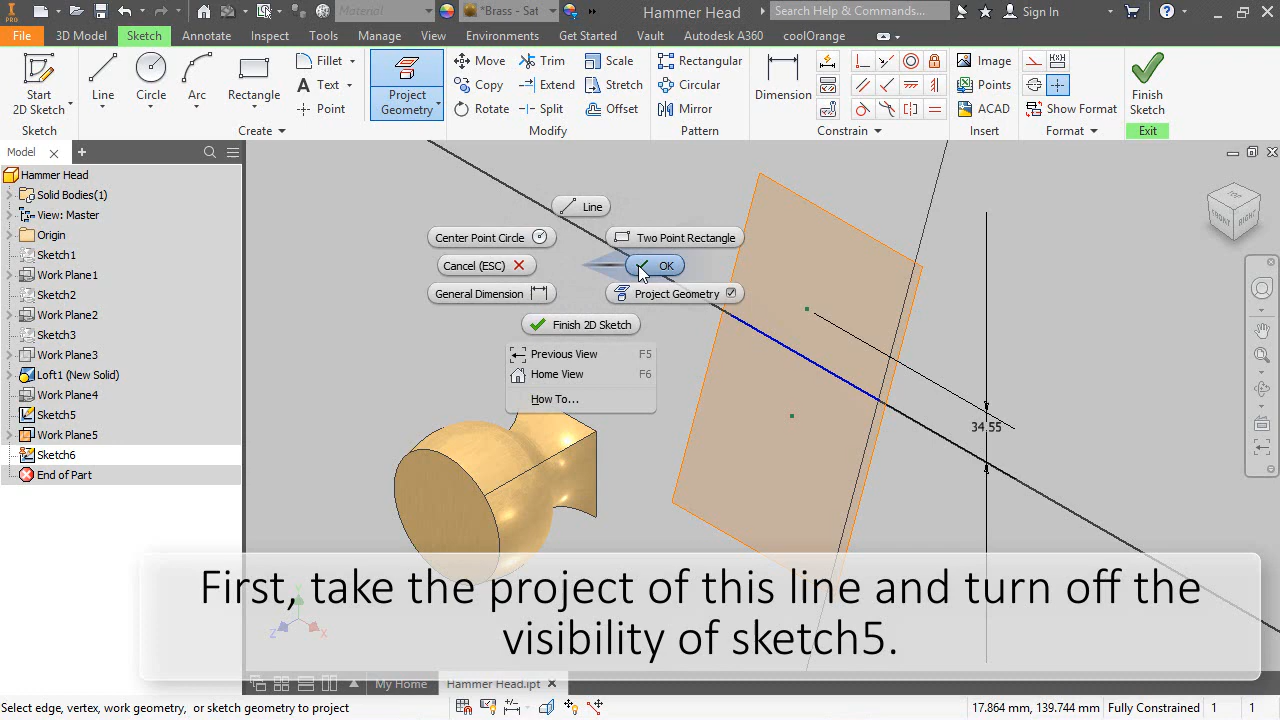 PRO
Material
*Brass - Sat
Hammer Head
Search Help & Commands...
Sign In
File
3D Model
Sketch
Annotate
Inspect
Tools
Manage
View
Environments
Get Started
Vault
Autodesk A360
coolOrange
Start
2D Sketch
Line
Circle
Arc
Rectangle
Fillet
Text
Point
Project
Geometry
Move
Copy
Rotate
Trim
Extend
Split
Scale
Stretch
Offset
Rectangular
Circular
Mirror
Dimension
Image
Points
ACAD
Show Format
Finish
Sketch
Sketch
Create
Modify
Pattern
Constrain
Insert
Format
Exit
Model
Hammer Head
Solid Bodies(1)
View: Master
Origin
Sketch1
Work Plane1
Sketch2
Work Plane2
Sketch3
Work Plane3
Loft1 (New Solid)
Work Plane4
Sketch5
Work Plane5
Sketch6
End of Part
Line
Center Point Circle
Two Point Rectangle
Cancel (ESC)
OK
General Dimension
Project Geometry
Finish 2D Sketch
Previous View F5
Home View F6
How To...
34.55
TOP
FRONT
RIGHT
First, take the project of this line and turn off the
visibility of sketch5.
Y
Z
X
My Home
Hammer Head.ipt
Select edge, vertex, work geometry, or sketch geometry to project
17.864 mm, 139.744 mm
Fully Constrained
1
1